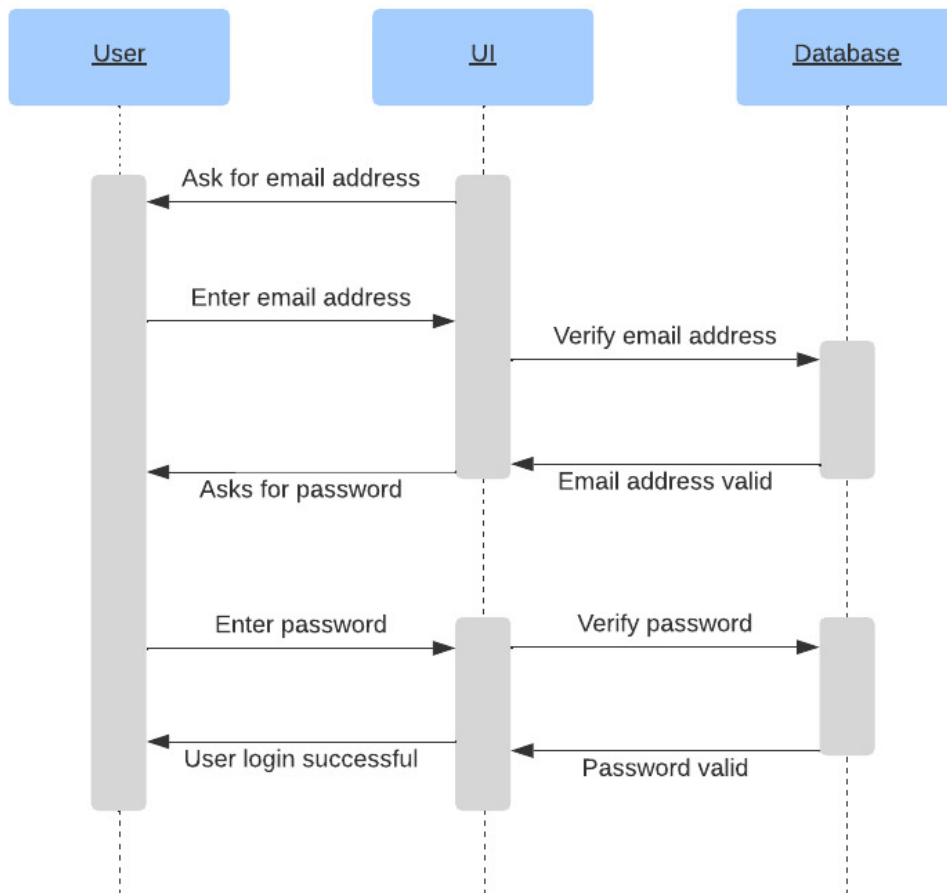 User
UI
Database
Ask for email address
Enter email address
Verify email address
Email address valid
Asks for password
Enter password
Verify password
User login successful
Password valid